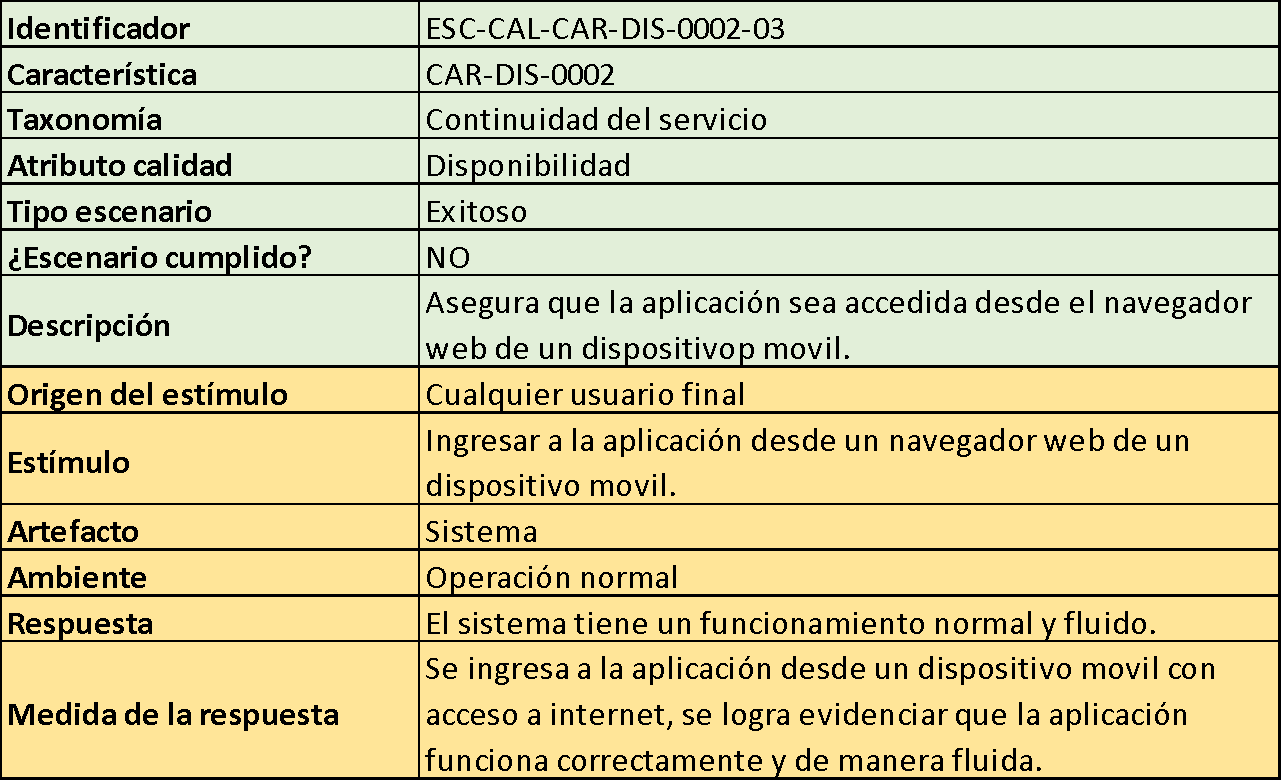 Identificador ESC-CAL-CAR-DIS-0002-03
Característica CAR-DIS-0002
Taxonomía Continuidad del servicio
Atributo calidad Disponibilidad
Tipo escenario Exitoso
¿Escenario cumplido? NO
Descripción Asegura que la aplicación sea accedida desde el navegador
web de un dispositivop movil.
Origen del estímulo Cualquier usuario final
Estímulo Ingresar a la aplicación desde un navegador web de un
dispositivo movil.
Artefacto Sistema
Ambiente Operación normal
Respuesta El sistema tiene un funcionamiento normal y fluido.
Medida de la respuesta Se ingresa a la aplicación desde un dispositivo movil con
acceso a internet, se logra evidenciar que la aplicación
funciona correctamente y de manera fluida.